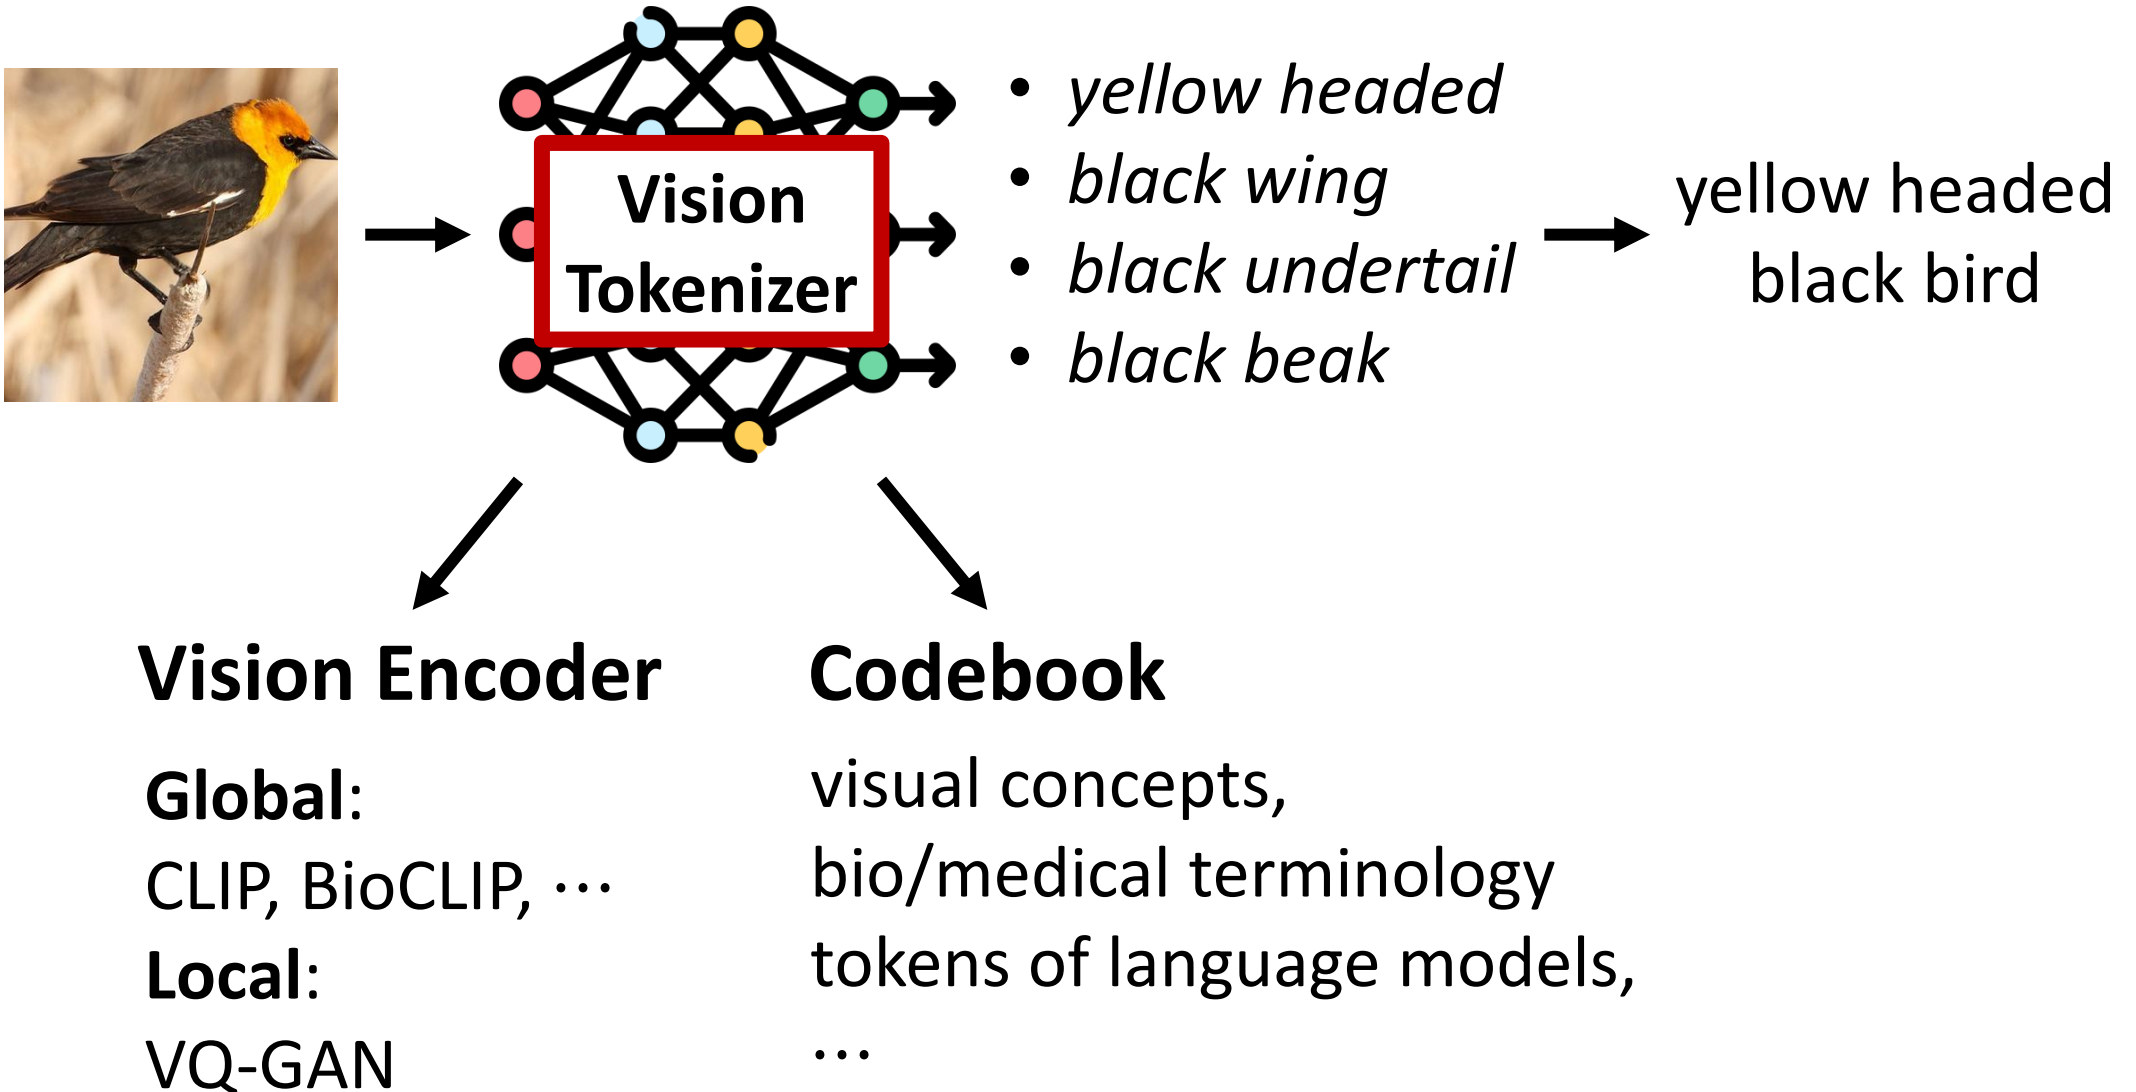 Vision
Tokenizer
• yellow headed
• black wing
• black undertail
• black beak
yellow headed
black bird
Vision Encoder
Global:
CLIP, BioCLIP, ⋯
Local:
VQ-GAN
Codebook
visual concepts,
bio/medical terminology
tokens of language models,
⋯